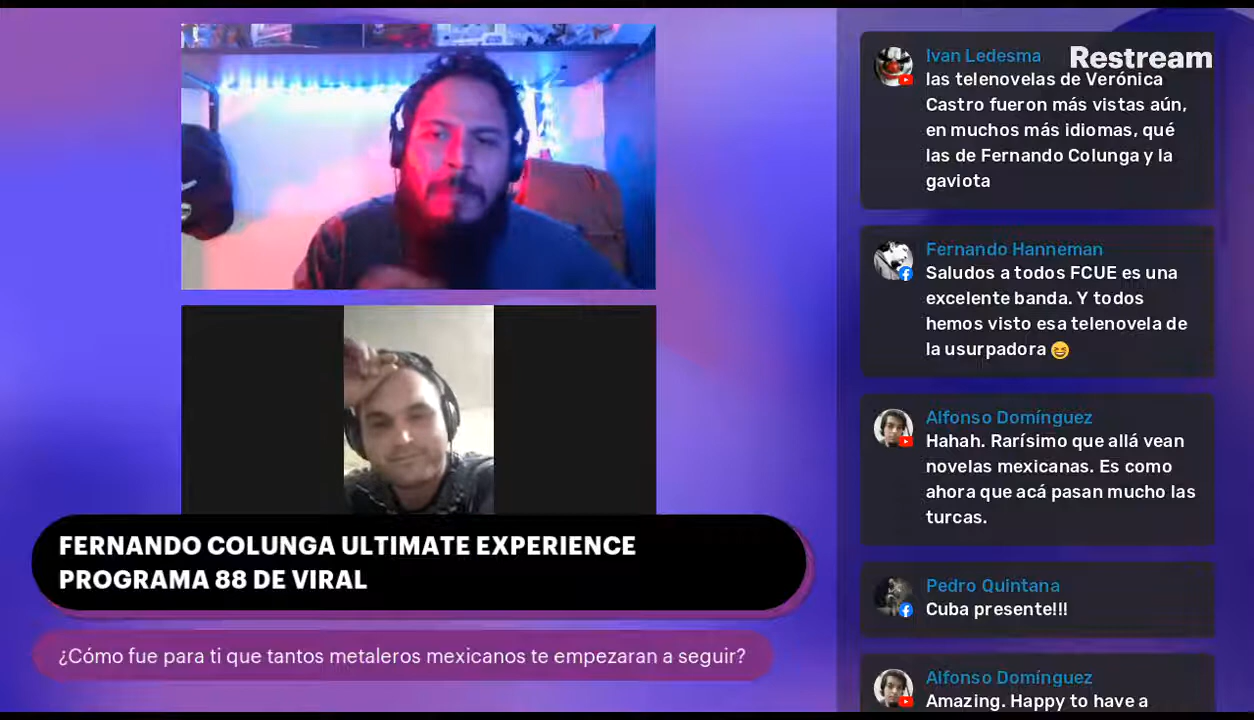 Restream
Ivan Ledesma
las telenovelas de Verónica
Castro fueron más vistas aún,
en muchos más idiomas, qué
las de Fernando Colunga y la
gaviota
Fernando Hanneman
Saludos a todos FCUE es una
excelente banda. Y todos
hemos visto esa telenovela de
la usurpadora 😆
Alfonso Domínguez
Hahah. Rarísimo que allá vean
novelas mexicanas. Es como
ahora que acá pasan mucho las
turcas.
Pedro Quintana
Cuba presente!!!
Alfonso Domínguez
Amazing. Happy to have a
FERNANDO COLUNGA ULTIMATE EXPERIENCE
PROGRAMA 88 DE VIRAL
¿Cómo fue para ti que tantos metaleros mexicanos te empezaran a seguir?